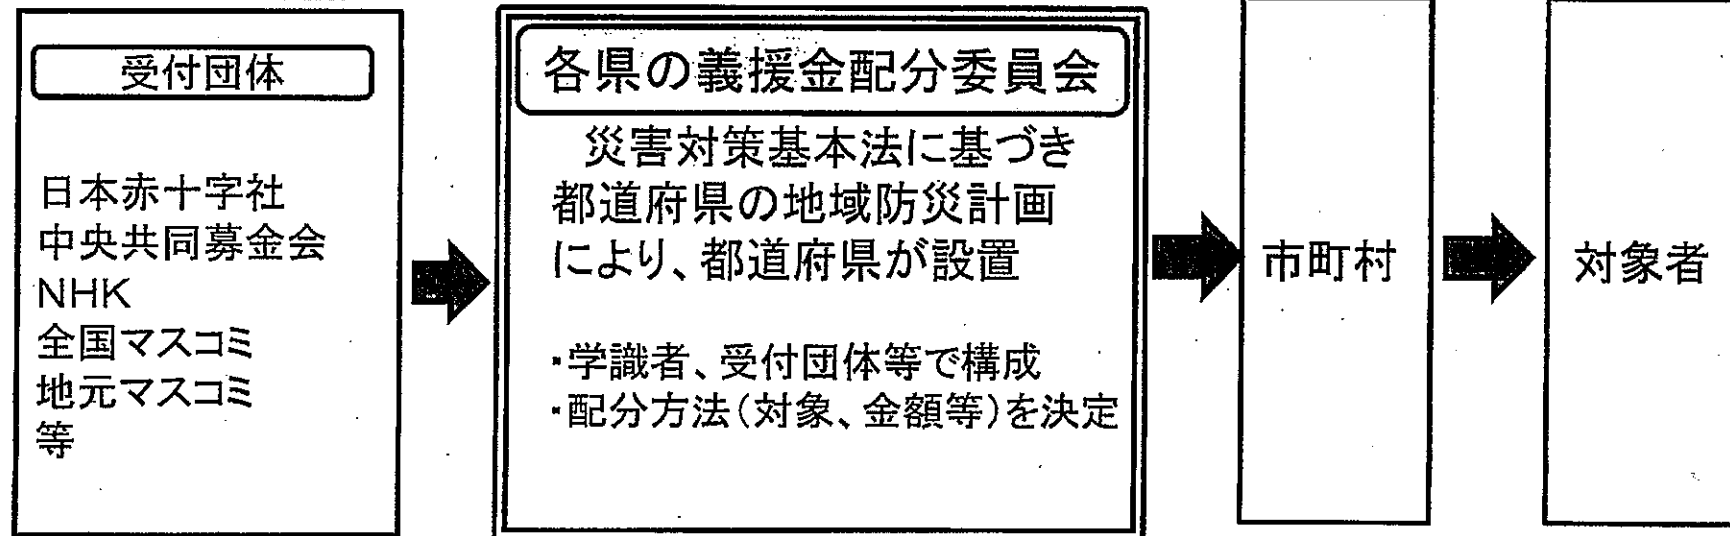 受付団体
日本赤十字社
中央共同募金会
NHK
全国マスコミ
地元マスコミ
等
各県の義援金配分委員会
災害対策基本法に基づき
都道府県の地域防災計画
により、都道府県が設置
・学識者、受付団体等で構成
・配分方法(対象、金額等)を決定
市町村
対象者